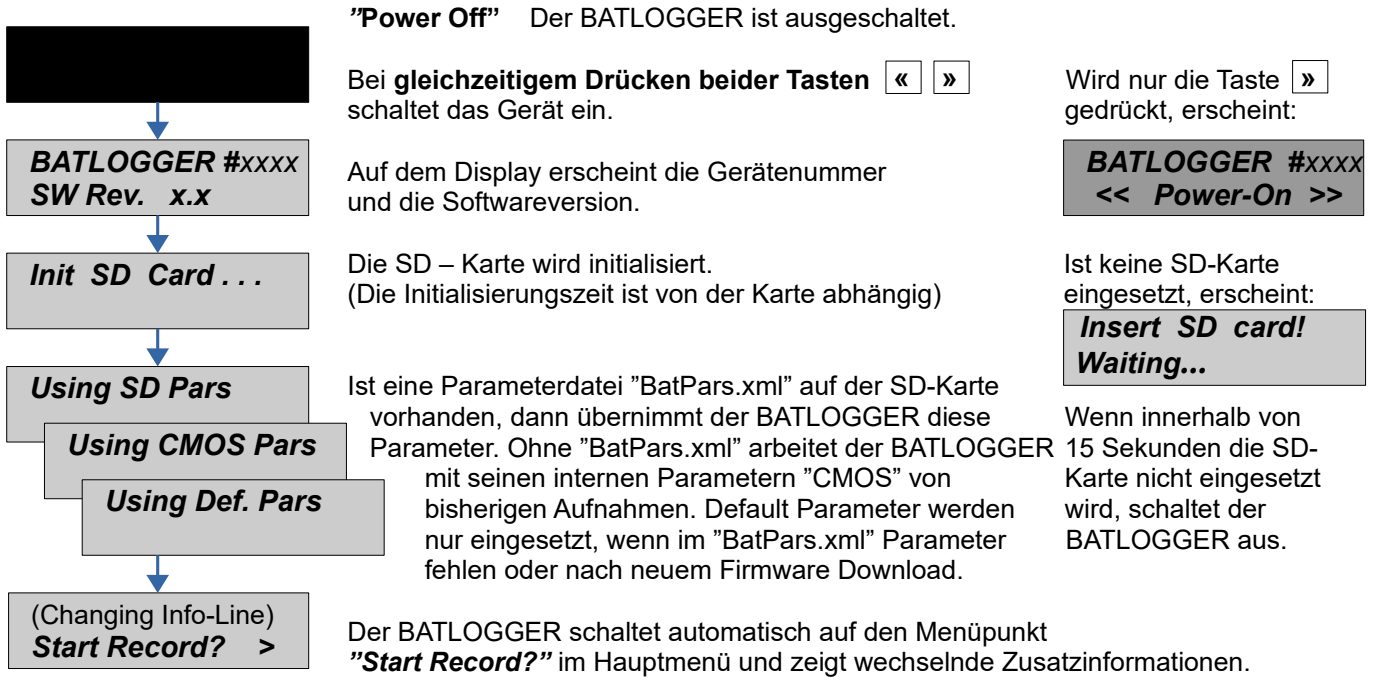 ”Power Off” Der BATLOGGER ist ausgeschaltet.
Bei gleichzeitigem Drücken beider Tasten « »
schaltet das Gerät ein.
Wird nur die Taste »
gedrückt, erscheint:
BATLOGGER #xxxx
SW Rev. x.x
Auf dem Display erscheint die Gerätenummer
und die Softwareversion.
BATLOGGER #xxxx
<< Power-On >>
Init SD Card . . .
Die SD – Karte wird initialisiert.
(Die Initialisierungszeit ist von der Karte abhängig)
Ist keine SD-Karte
eingesetzt, erscheint:
Insert SD card!
Waiting...
Using SD Pars
Using CMOS Pars
Using Def. Pars
Ist eine Parameterdatei ”BatPars.xml” auf der SD-Karte
vorhanden, dann übernimmt der BATLOGGER diese
Parameter. Ohne ”BatPars.xml” arbeitet der BATLOGGER
mit seinen internen Parametern ”CMOS” von
bisherigen Aufnahmen. Default Parameter werden
nur eingesetzt, wenn im ”BatPars.xml” Parameter
fehlen oder nach neuem Firmware Download.
Wenn innerhalb von
15 Sekunden die SD-
Karte nicht eingesetzt
wird, schaltet der
BATLOGGER aus.
(Changing Info-Line)
Start Record? >
Der BATLOGGER schaltet automatisch auf den Menüpunkt
”Start Record?” im Hauptmenü und zeigt wechselnde Zusatzinformationen.